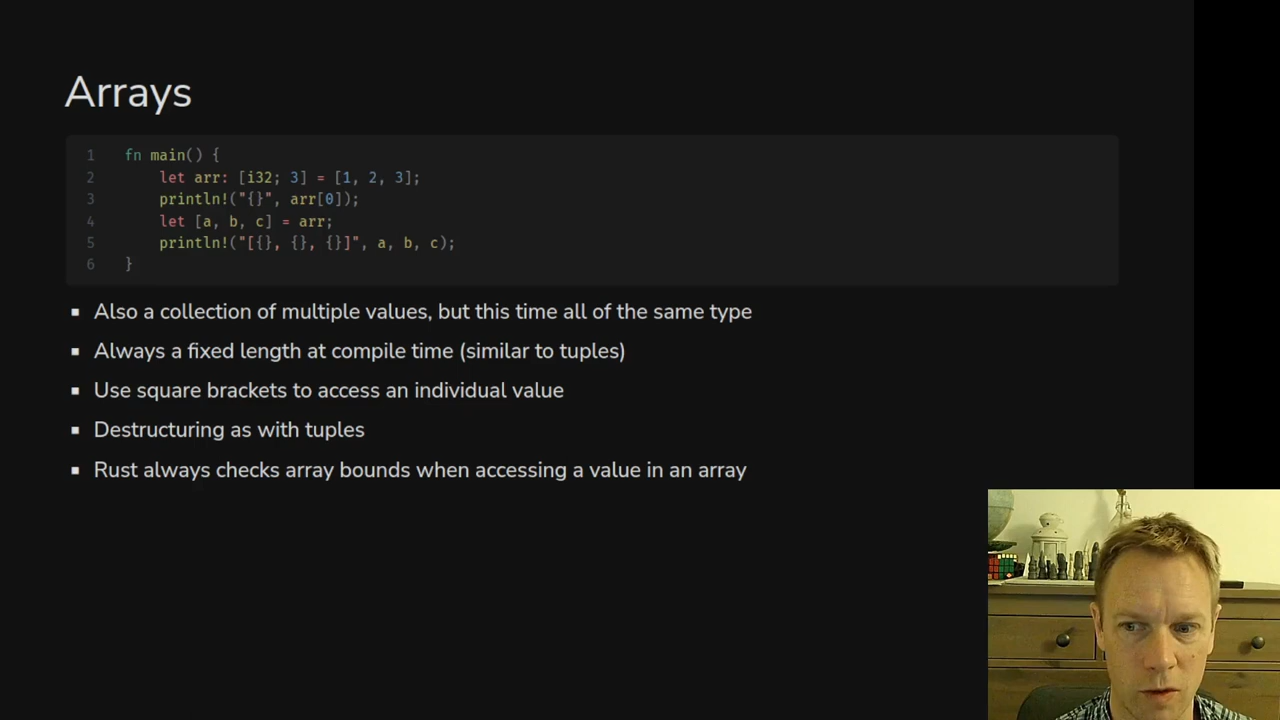 Arrays
1 fn main() {
2 let arr: [i32; 3] = [1, 2, 3];
3 println!("{}", arr[0]);
4 let [a, b, c] = arr;
5 println!("[{}, {}, {}]", a, b, c);
6 }
▪ Also a collection of multiple values, but this time all of the same type
▪ Always a fixed length at compile time (similar to tuples)
▪ Use square brackets to access an individual value
▪ Destructuring as with tuples
▪ Rust always checks array bounds when accessing a value in an array